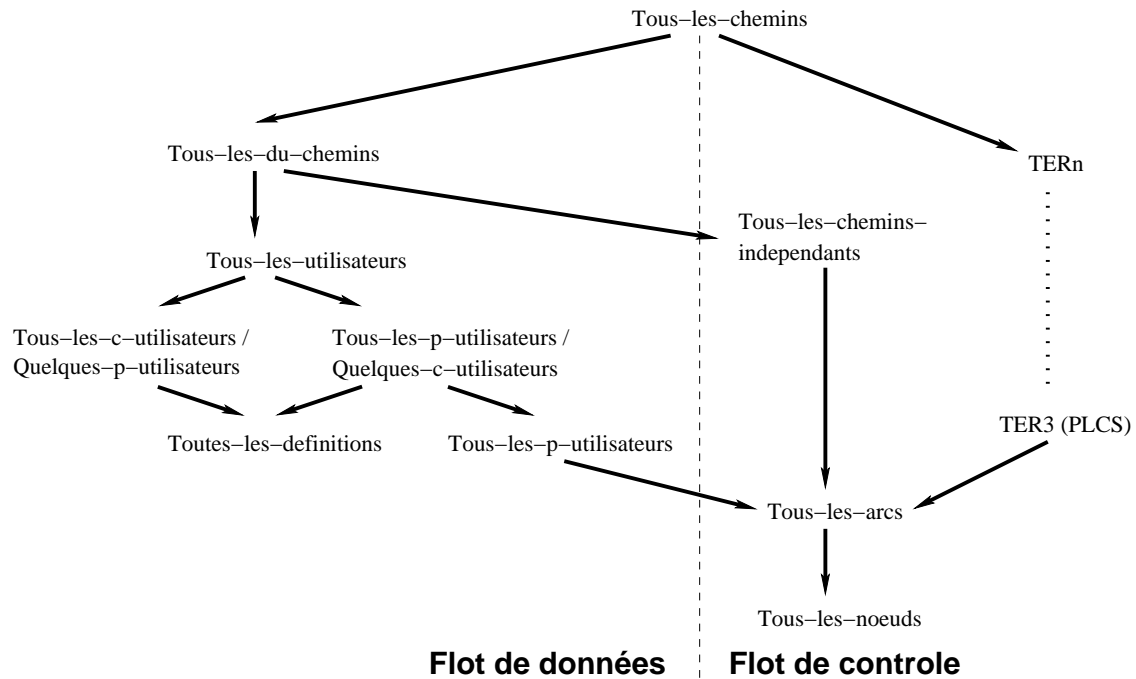 Tous−les−chemins
Tous−les−du−chemins
TERn
Tous−les−chemins−
independants
Tous−les−utilisateurs
Tous−les−c−utilisateurs /
Quelques−p−utilisateurs
Tous−les−p−utilisateurs /
Quelques−c−utilisateurs
TER3 (PLCS)
Toutes−les−definitions
Tous−les−p−utilisateurs
Tous−les−arcs
Tous−les−noeuds
Flot de données
Flot de controle